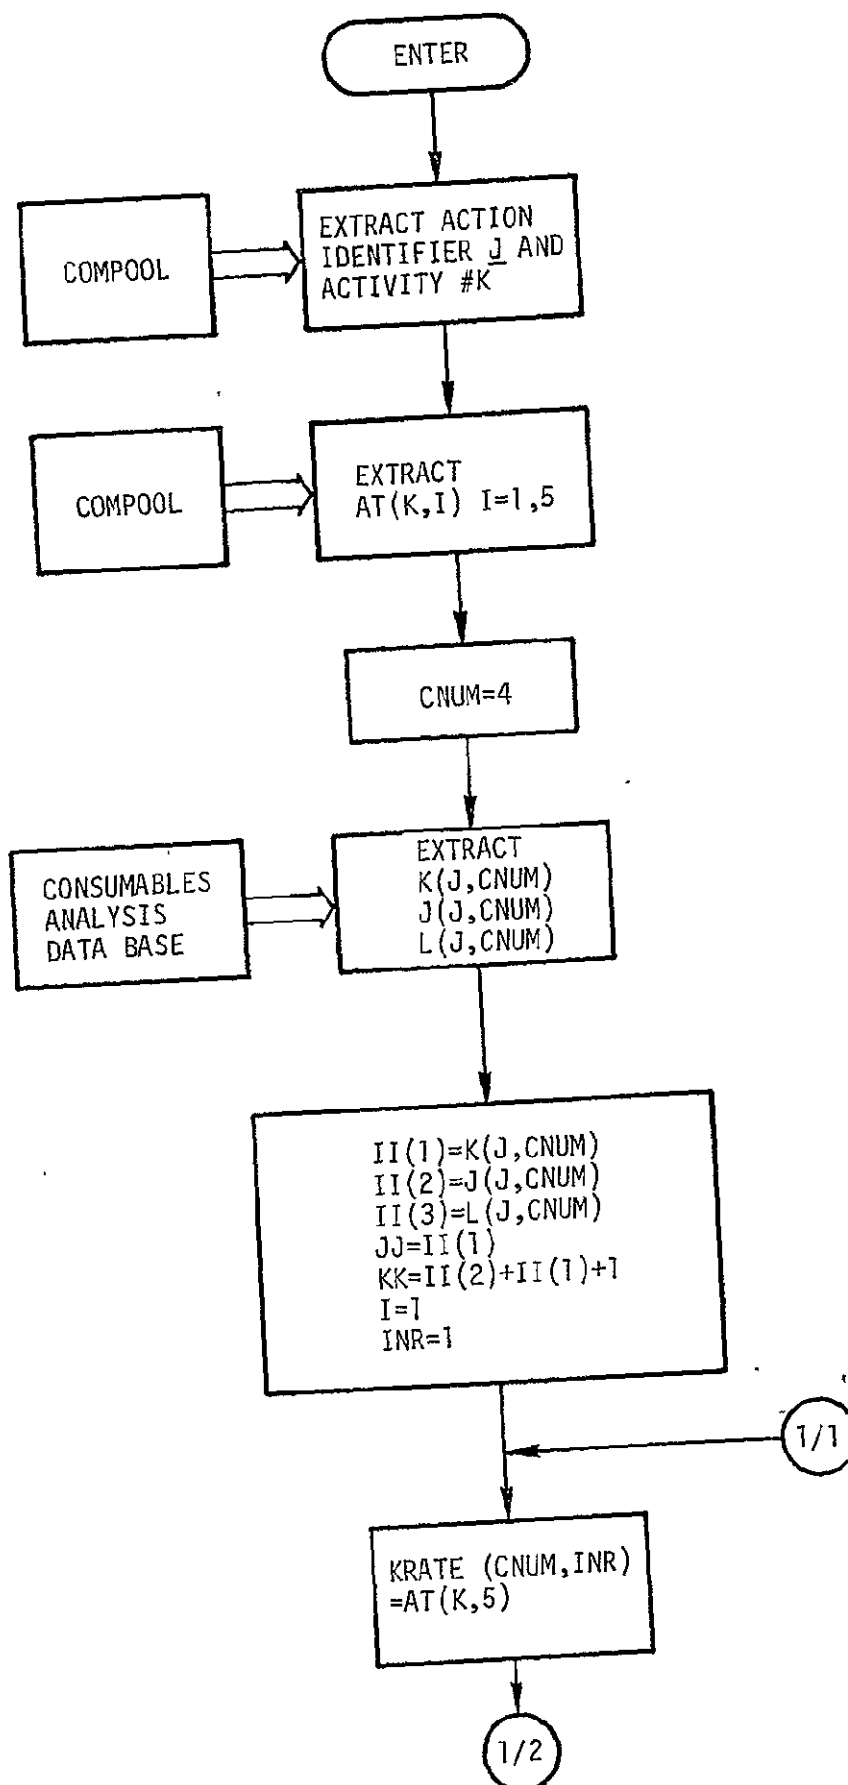 ENTER
COMPOOL
EXTRACT ACTION
IDENTIFIER J AND
ACTIVITY #K
COMPOOL
EXTRACT
AT(K,I) I=1,5
CNUM=4
CONSUMABLES
ANALYSIS
DATA BASE
EXTRACT
K(J,CNUM)
J(J,CNUM)
L(J,CNUM)
II(1)=K(J,CNUM)
II(2)=J(J,CNUM)
II(3)=L(J,CNUM)
JJ=II(1)
KK=II(2)+II(1)+1
I=1
INR=1
1/1
KRATE (CNUM,INR)
=AT(K,5)
1/2